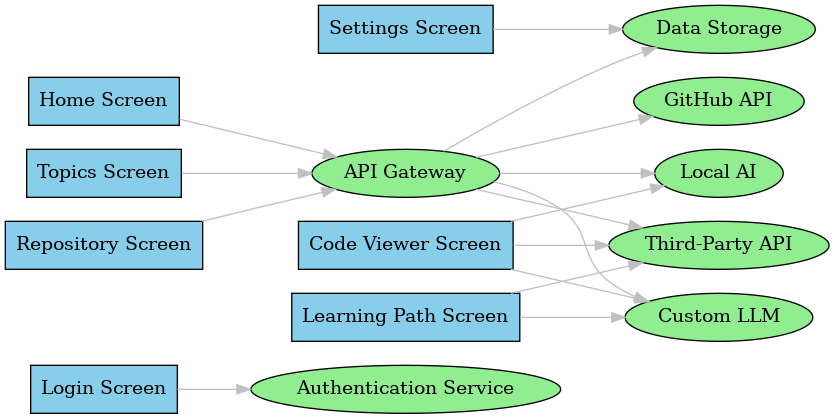 Settings Screen
Data Storage
Home Screen
GitHub API
Topics Screen
API Gateway
Local AI
Repository Screen
Code Viewer Screen
Third-Party API
Learning Path Screen
Custom LLM
Login Screen
Authentication Service